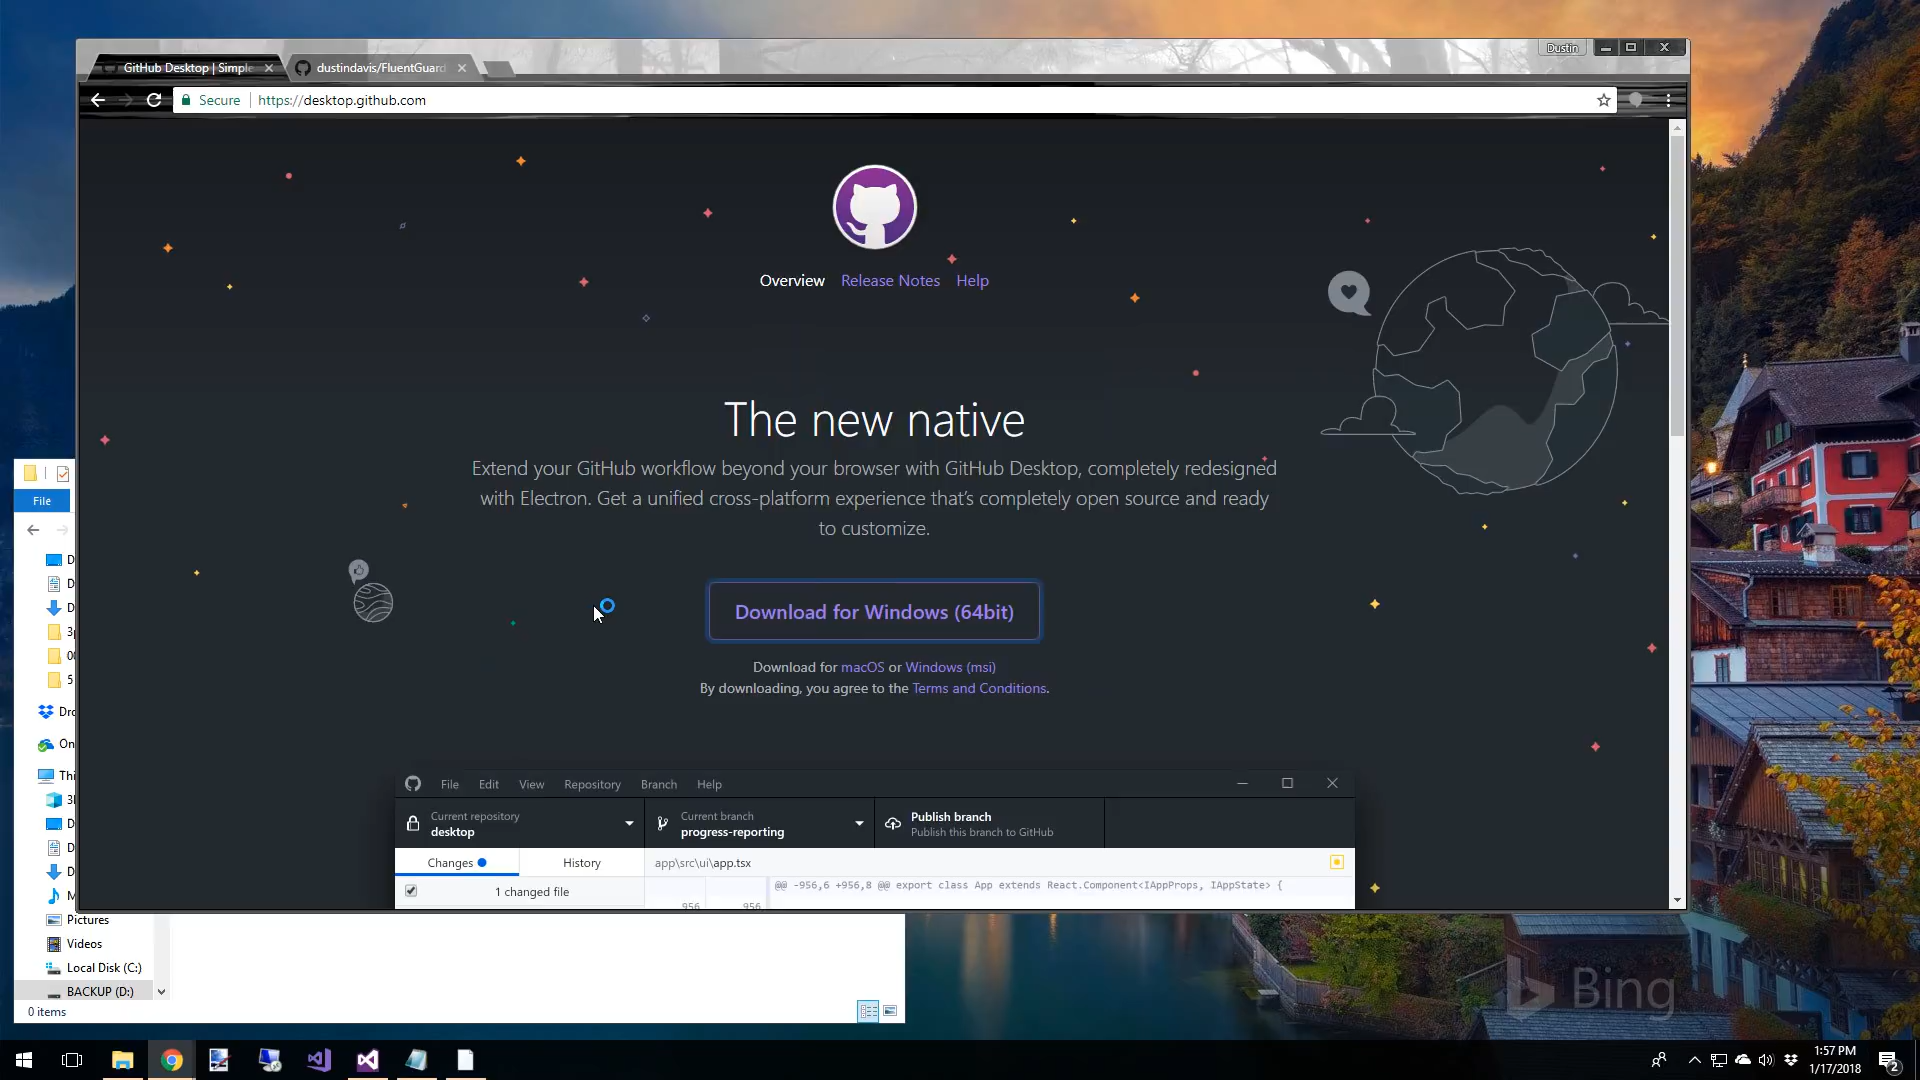 Dustin
GitHub Desktop | Simple
dustindavis/FluentGuard
Secure
https://desktop.github.com
Overview
Release Notes
Help
The new native
Extend your GitHub workflow beyond your browser with GitHub Desktop, completely redesigned
with Electron. Get a unified cross-platform experience that's completely open source and ready
to customize.
Download for Windows (64bit)
Download for macOS or Windows (msi)
By downloading, you agree to the Terms and Conditions.
File Edit View Repository Branch Help
Current repository
desktop
Current branch
progress-reporting
Publish branch
Publish this branch to GitHub
Changes
History
app\src\ui\app.tsx
1 changed file
@@ -956,6 +956,8 @@ export class App extends React.Component<IAppProps, IAppState> {
956 956
File
Pictures
Videos
Local Disk (C:)
BACKUP (D:)
0 items
Bing
1:57 PM
1/17/2018
2